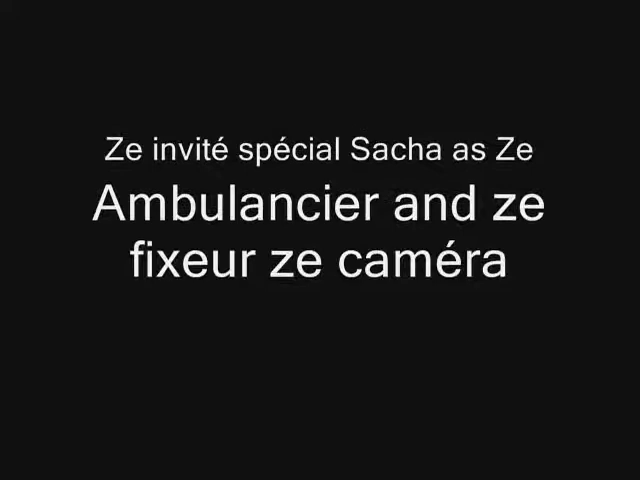 Ze invité spécial Sacha as Ze
Ambulancier and ze
fixeur ze caméra